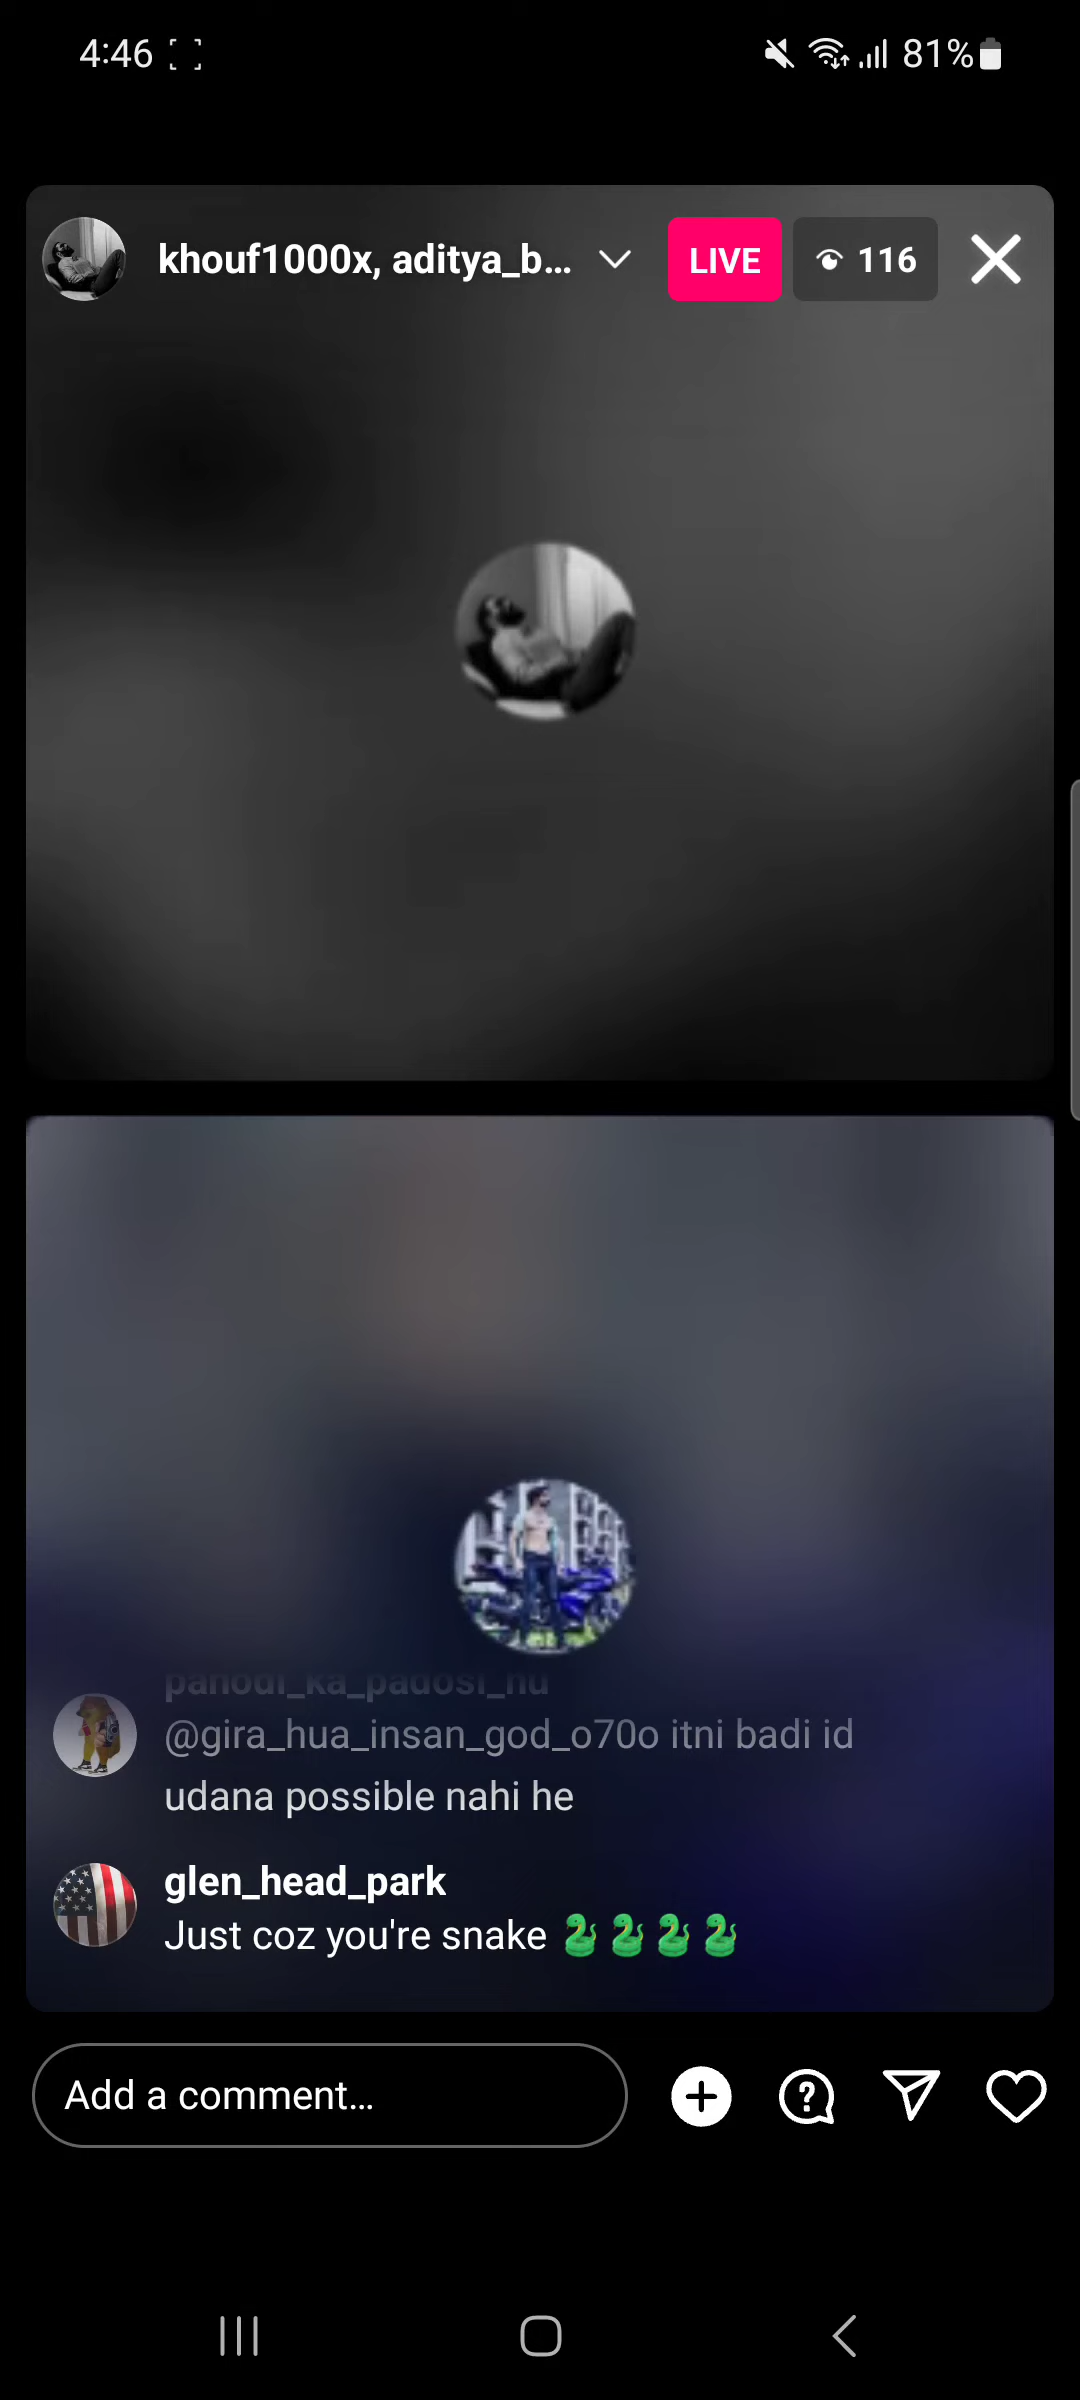 4:46 81%
khouf1000x, aditya_b... LIVE 116
@gira_hua_insan_god_o70o itni badi id
udana possible nahi he
glen_head_park
Just coz you're snake 🐍🐍🐍🐍
Add a comment...